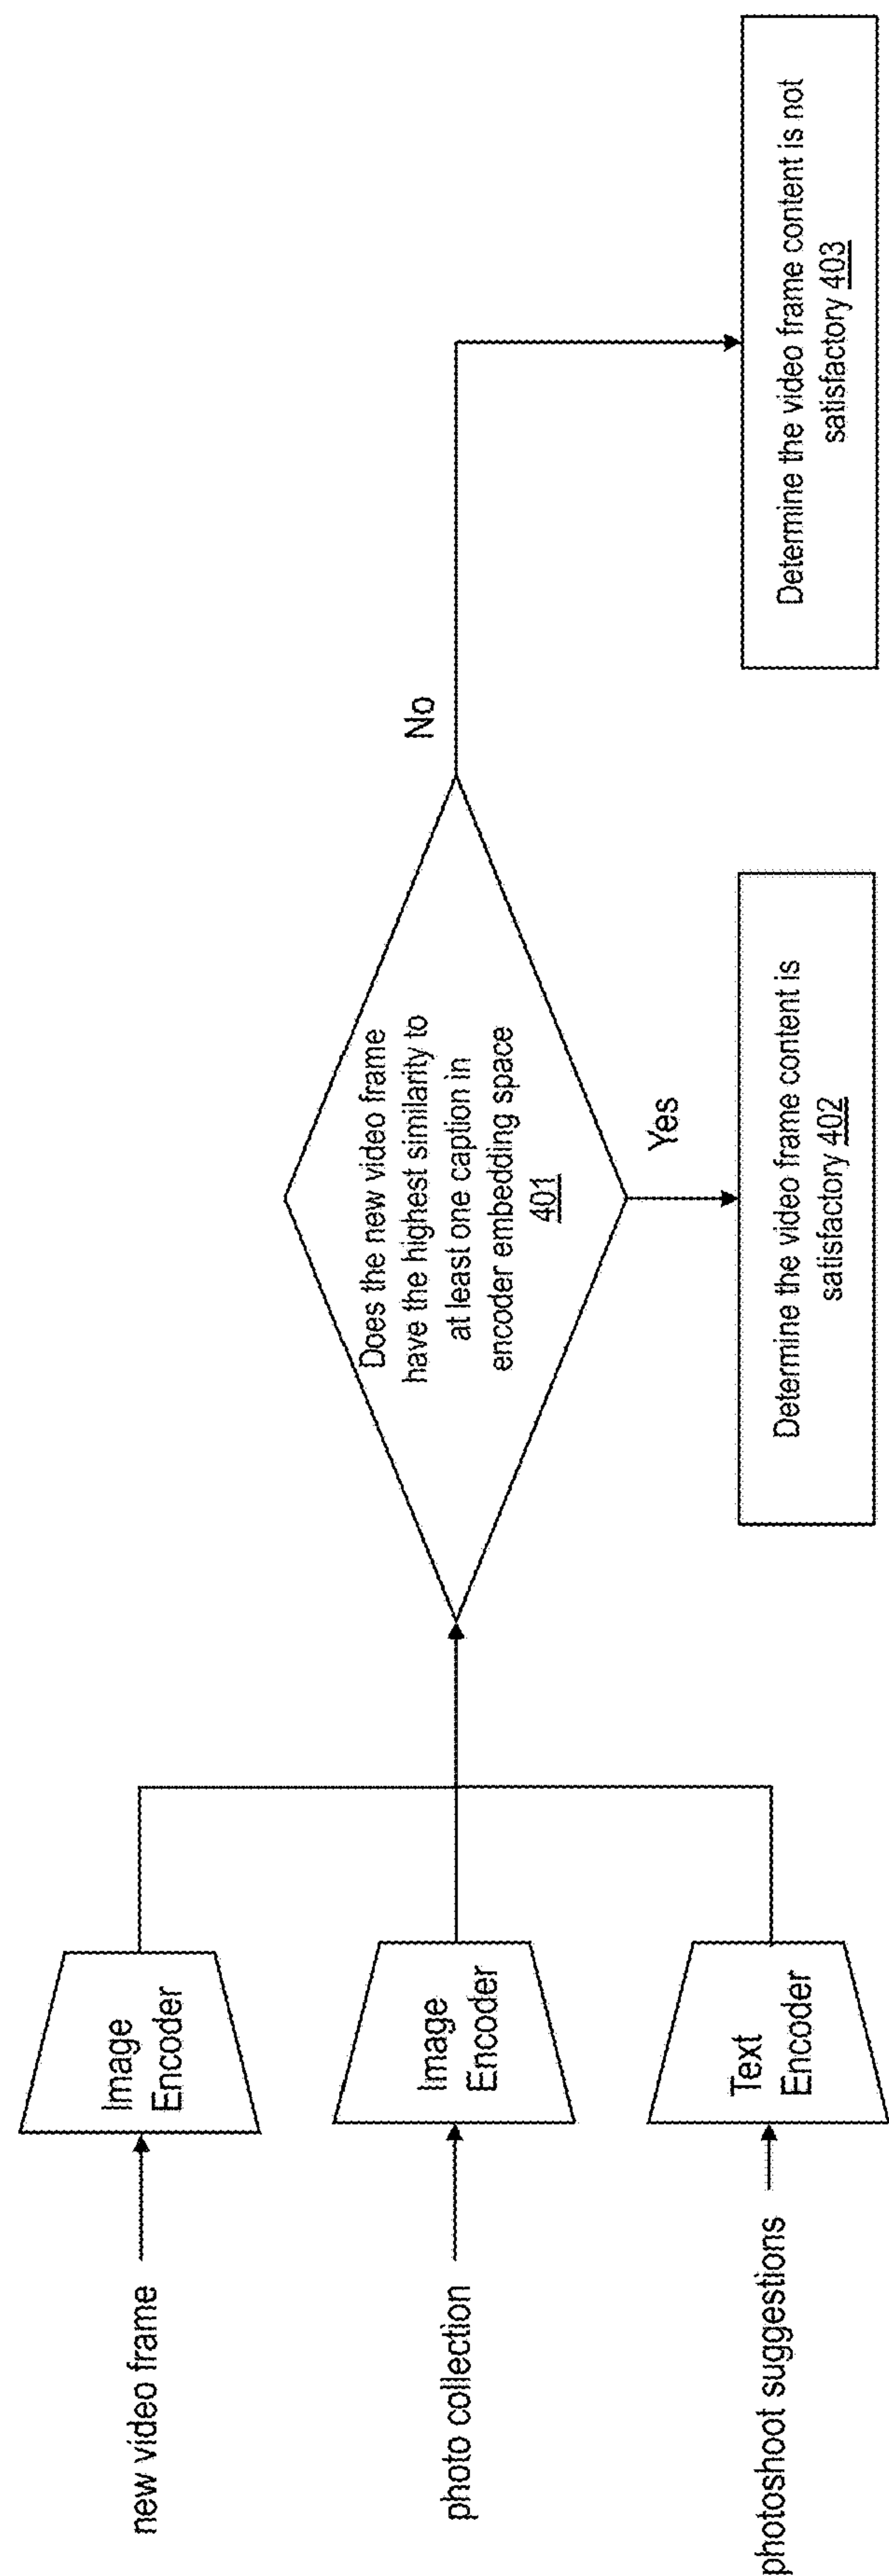 new video frame
Image
Encoder
photo collection
Image
Encoder
photoshoot suggestions
Text
Encoder
Does the new video frame
have the highest similarity to
at least one caption in
encoder embedding space
401
Yes
No
Determine the video frame content is
satisfactory 402
Determine the video frame content is not
satisfactory 403